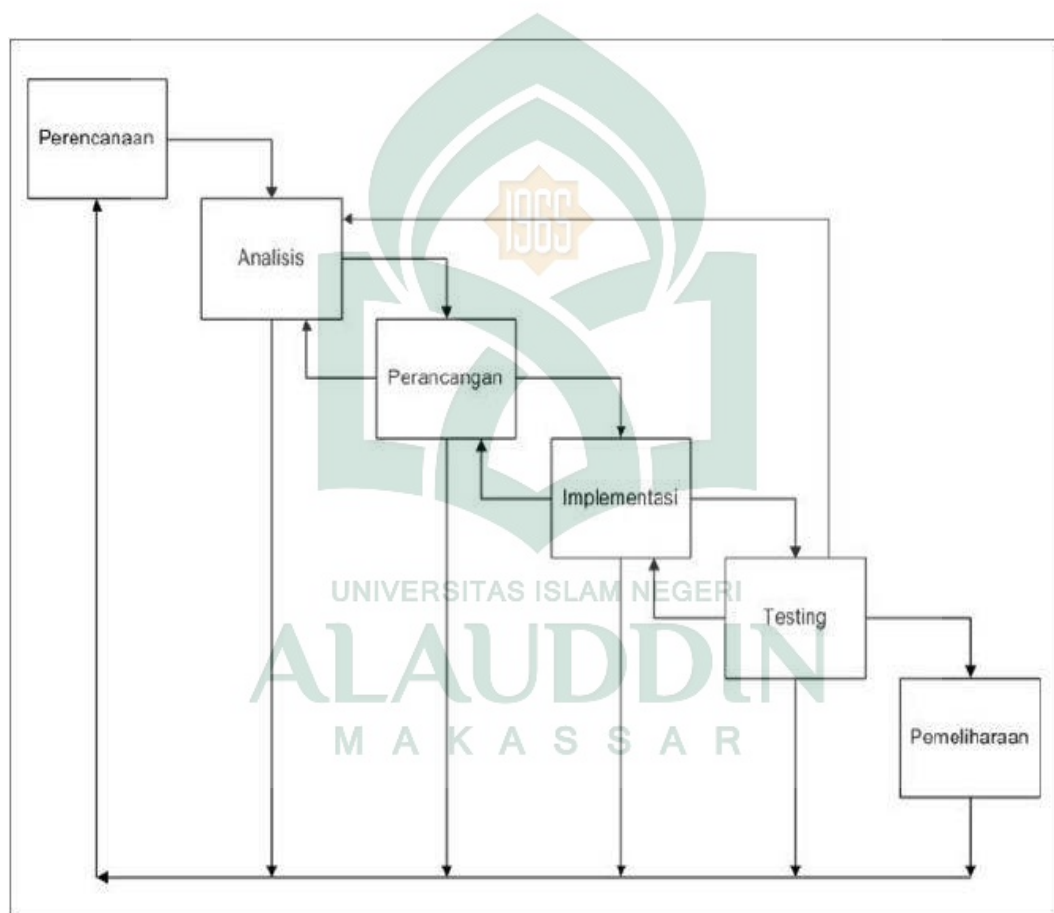 Perencanaan
1965
Analisis
Perancangan
Implementasi
UNIVERSITAS ISLAM NEGERI
Testing
ALAUDDIN
Pemeliharaan
MAKASSAR